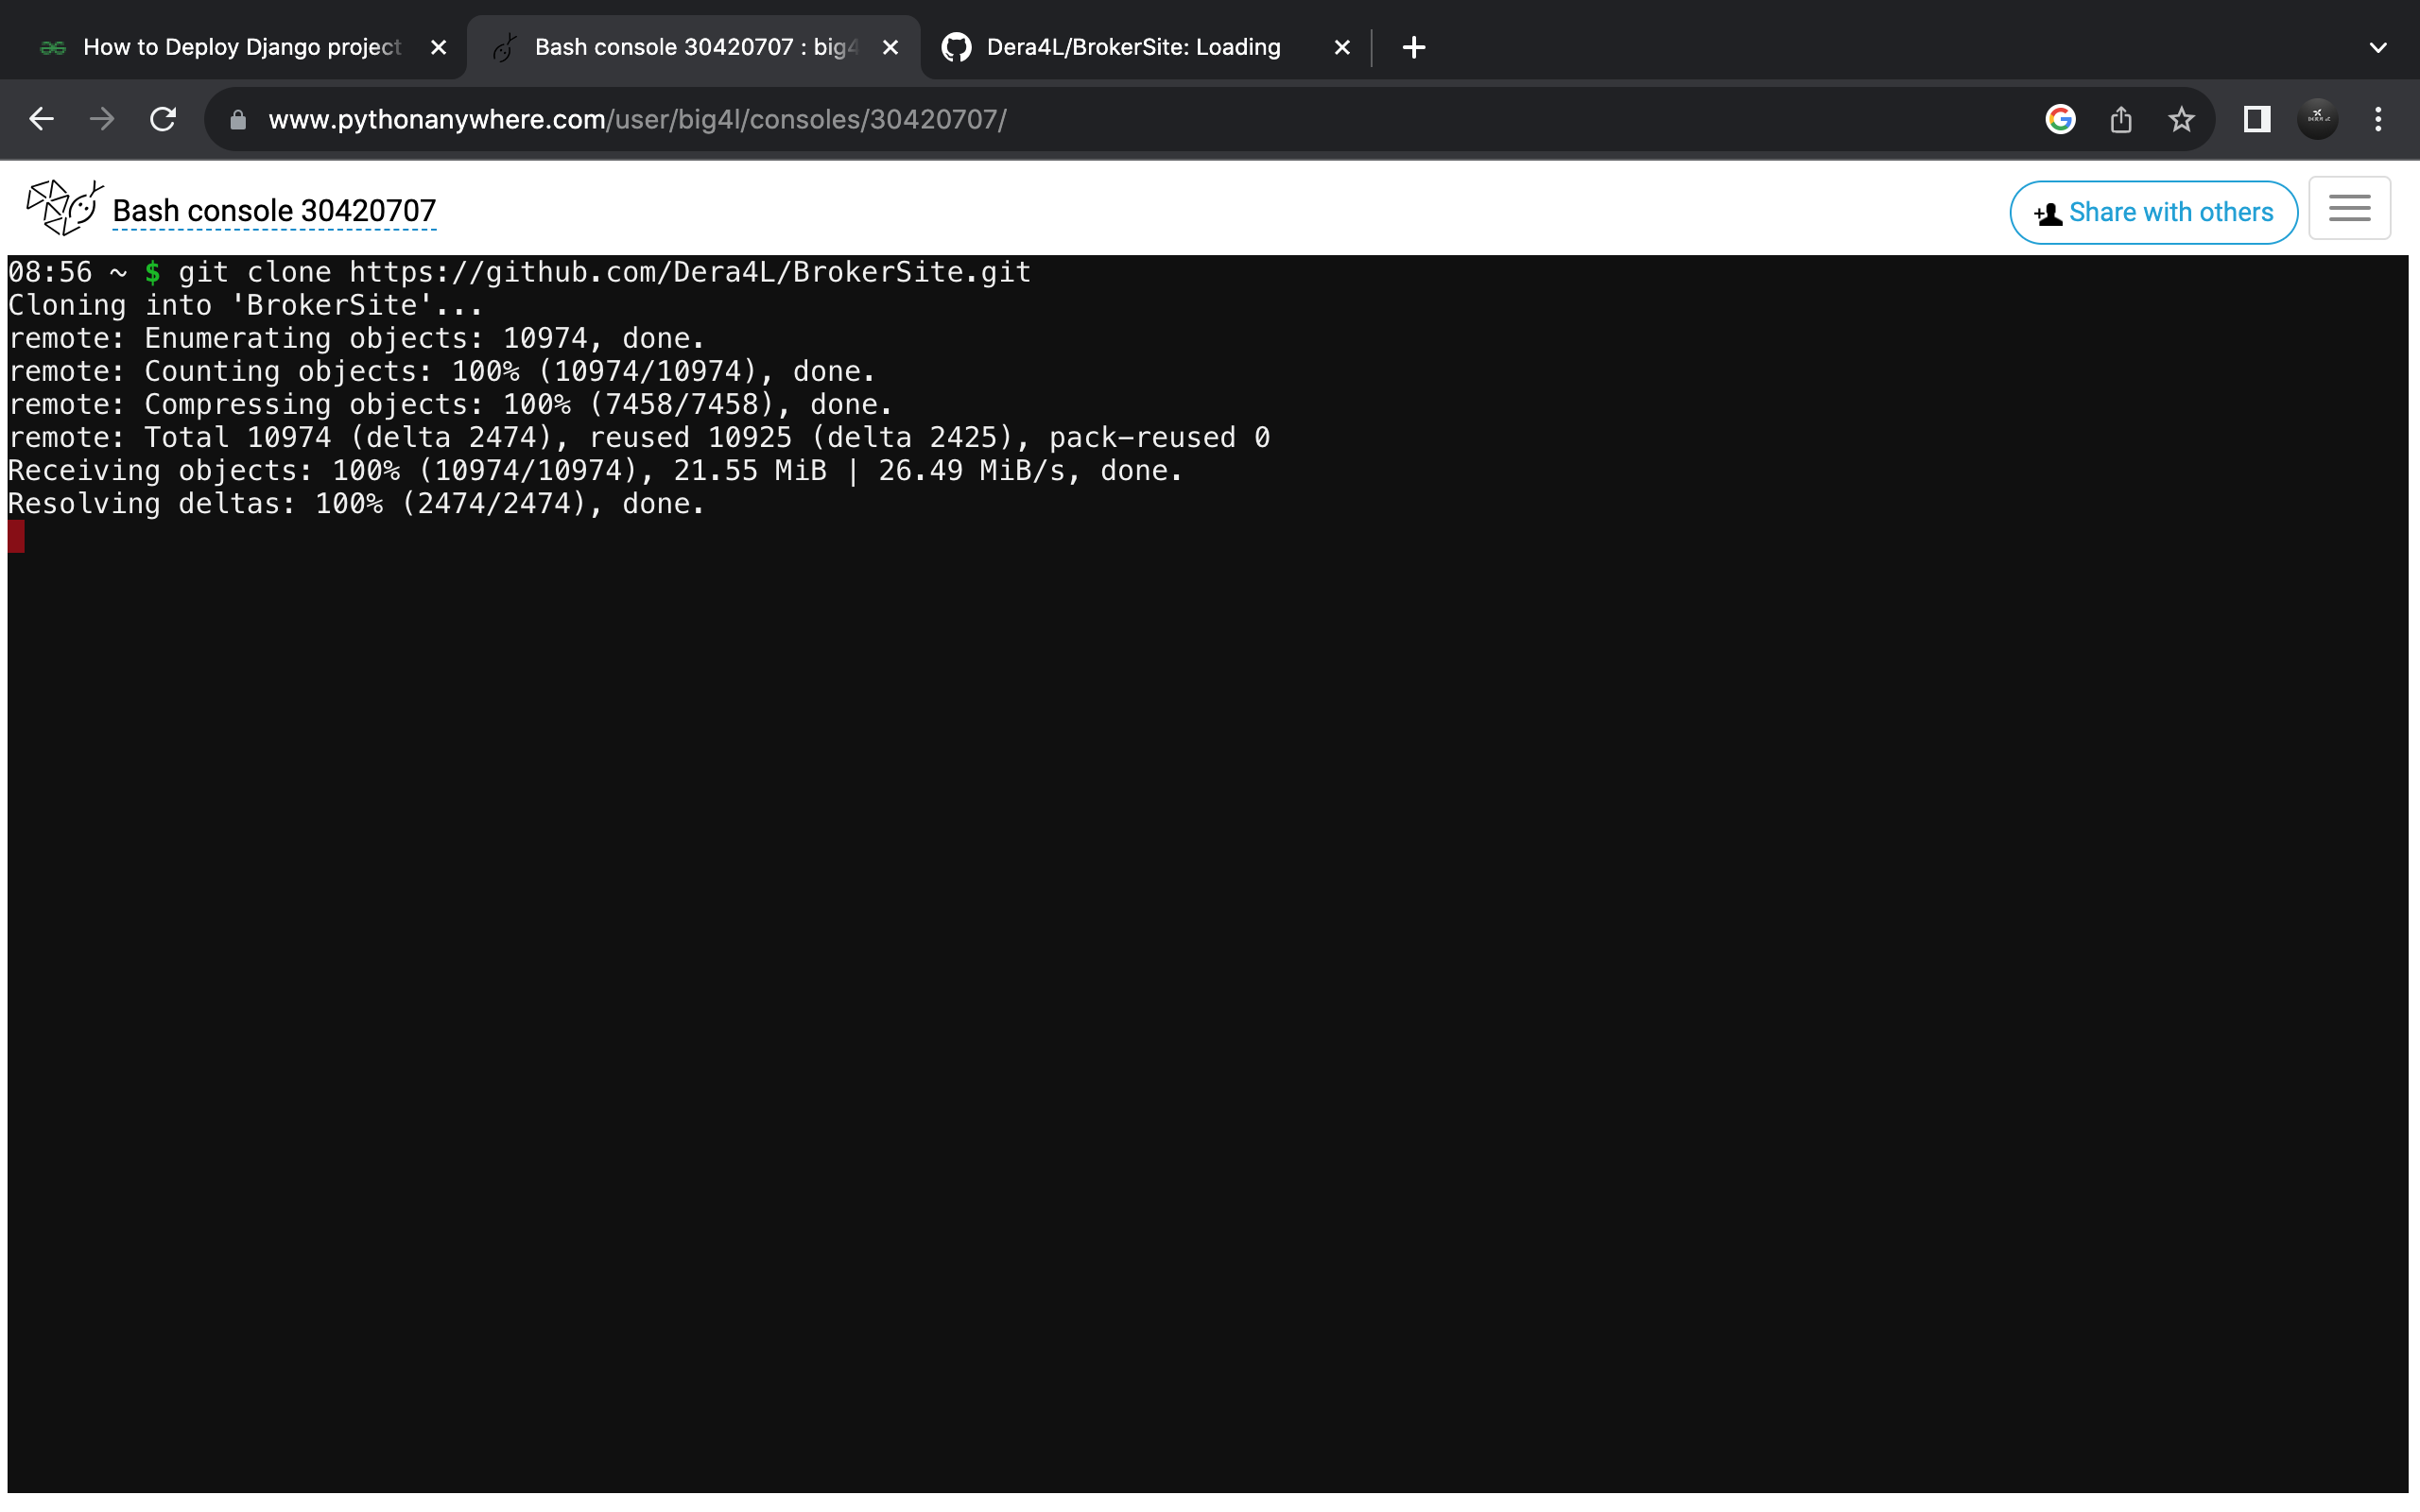 How to Deploy Django project
Bash console 30420707 : big4
Dera4L/BrokerSite: Loading
www.pythonanywhere.com/user/big4l/consoles/30420707/
Bash console 30420707
Share with others
08:56 ~ $ git clone https://github.com/Dera4L/BrokerSite.git
Cloning into 'BrokerSite'...
remote: Enumerating objects: 10974, done.
remote: Counting objects: 100% (10974/10974), done.
remote: Compressing objects: 100% (7458/7458), done.
remote: Total 10974 (delta 2474), reused 10925 (delta 2425), pack-reused 0
Receiving objects: 100% (10974/10974), 21.55 MiB | 26.49 MiB/s, done.
Resolving deltas: 100% (2474/2474), done.